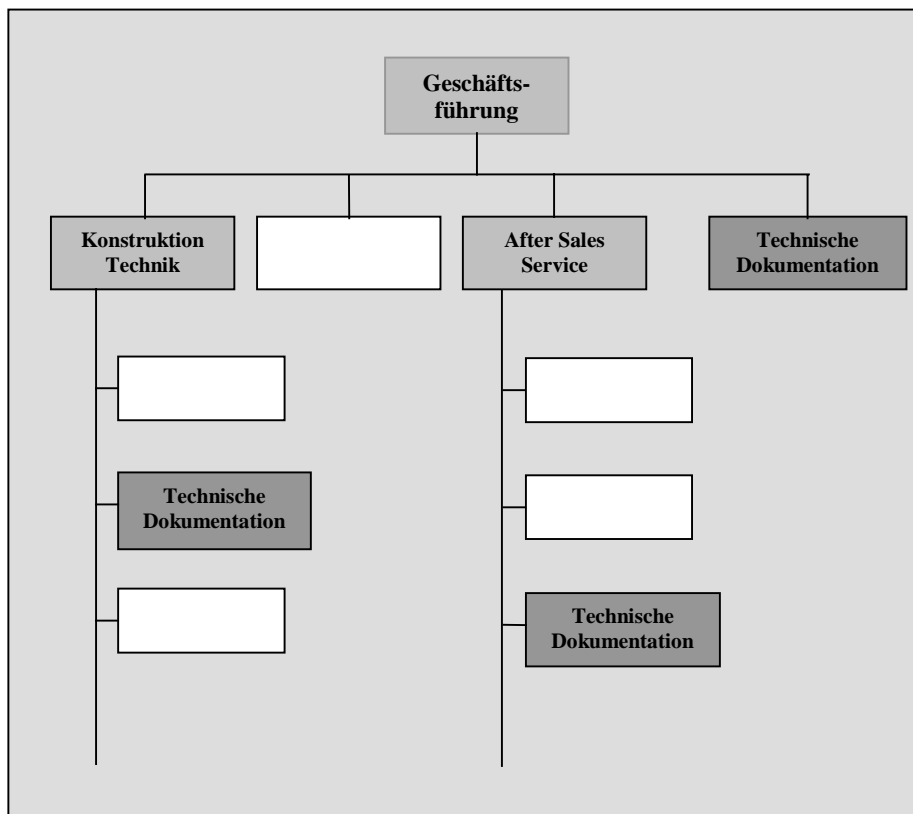 Geschäfts-
führung
Konstruktion
Technik
After Sales
Service
Technische
Dokumentation
Technische
Dokumentation
Technische
Dokumentation